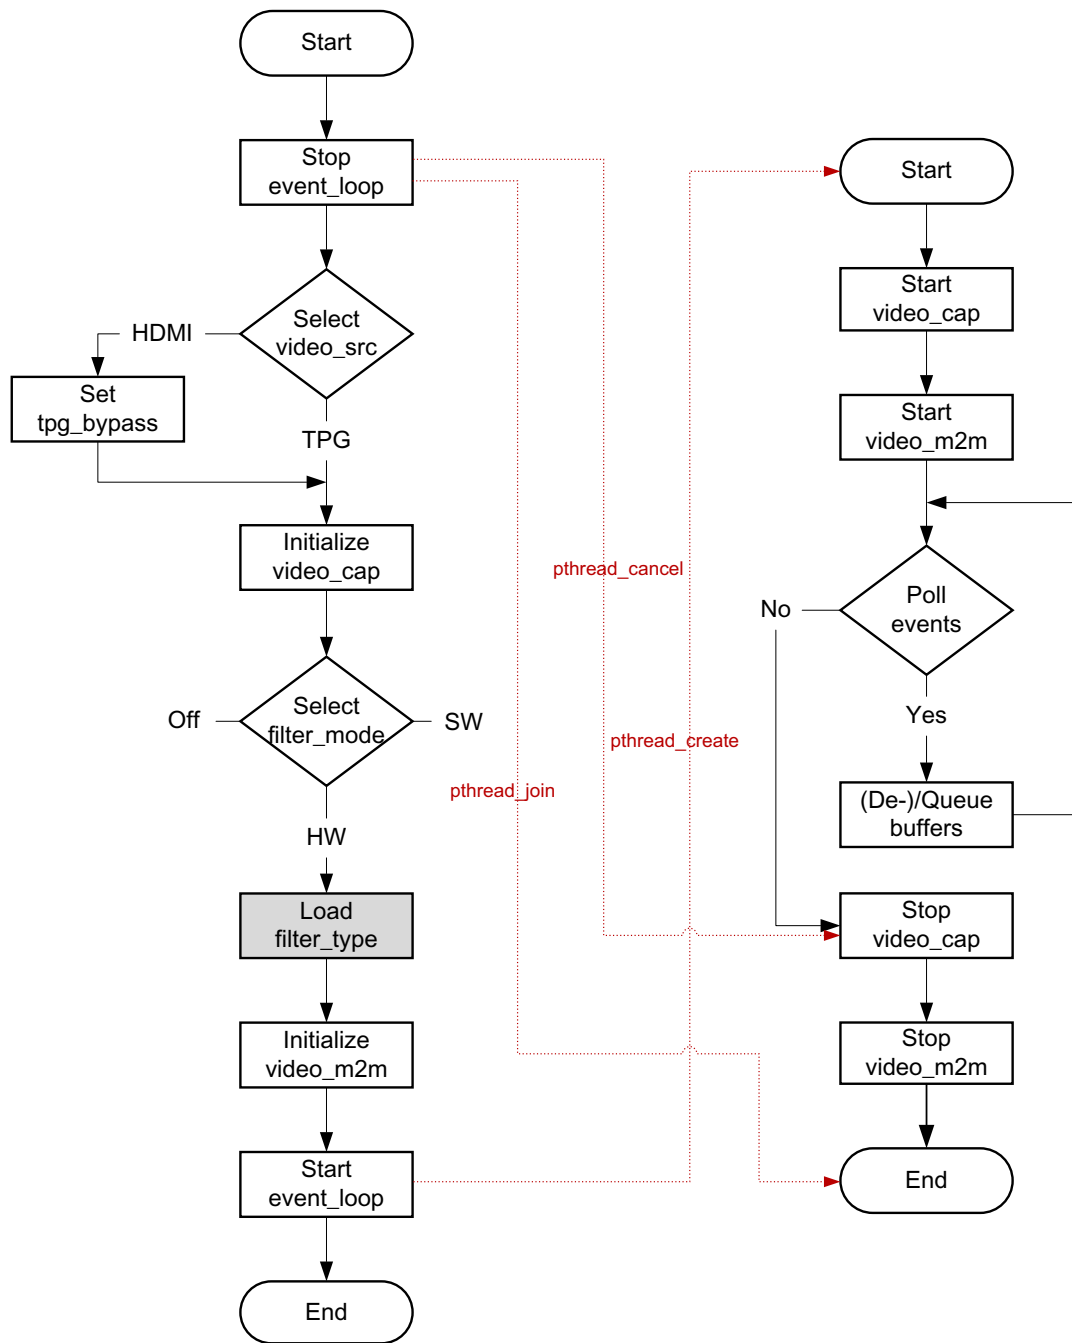 Start
Stop
event_loop
Select
video_src
HDMI
Set
tpg_bypass
TPG
Initialize
video_cap
Select
filter_mode
Off
SW
HW
Load
filter_type
Initialize
video_m2m
Start
event_loop
End
pthread_cancel
pthread_create
pthread_join
Start
Start
video_cap
Start
video_m2m
Poll
events
No
Yes
(De-)/Queue
buffers
Stop
video_cap
Stop
video_m2m
End